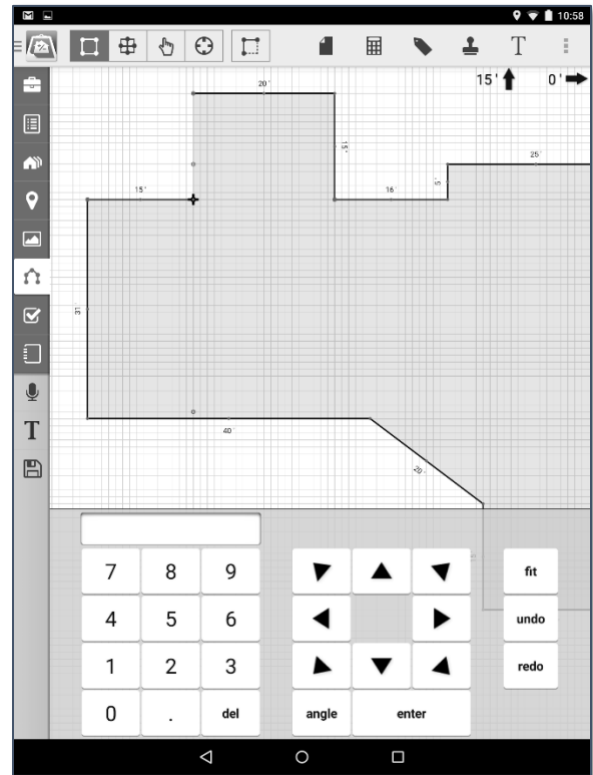 10:58
T
15' 0'
20'
15'
25'
15'
16'
5'
31'
40'
20'
T
7 8 9 fit
4 5 6 undo
1 2 3 redo
0 . del angle enter